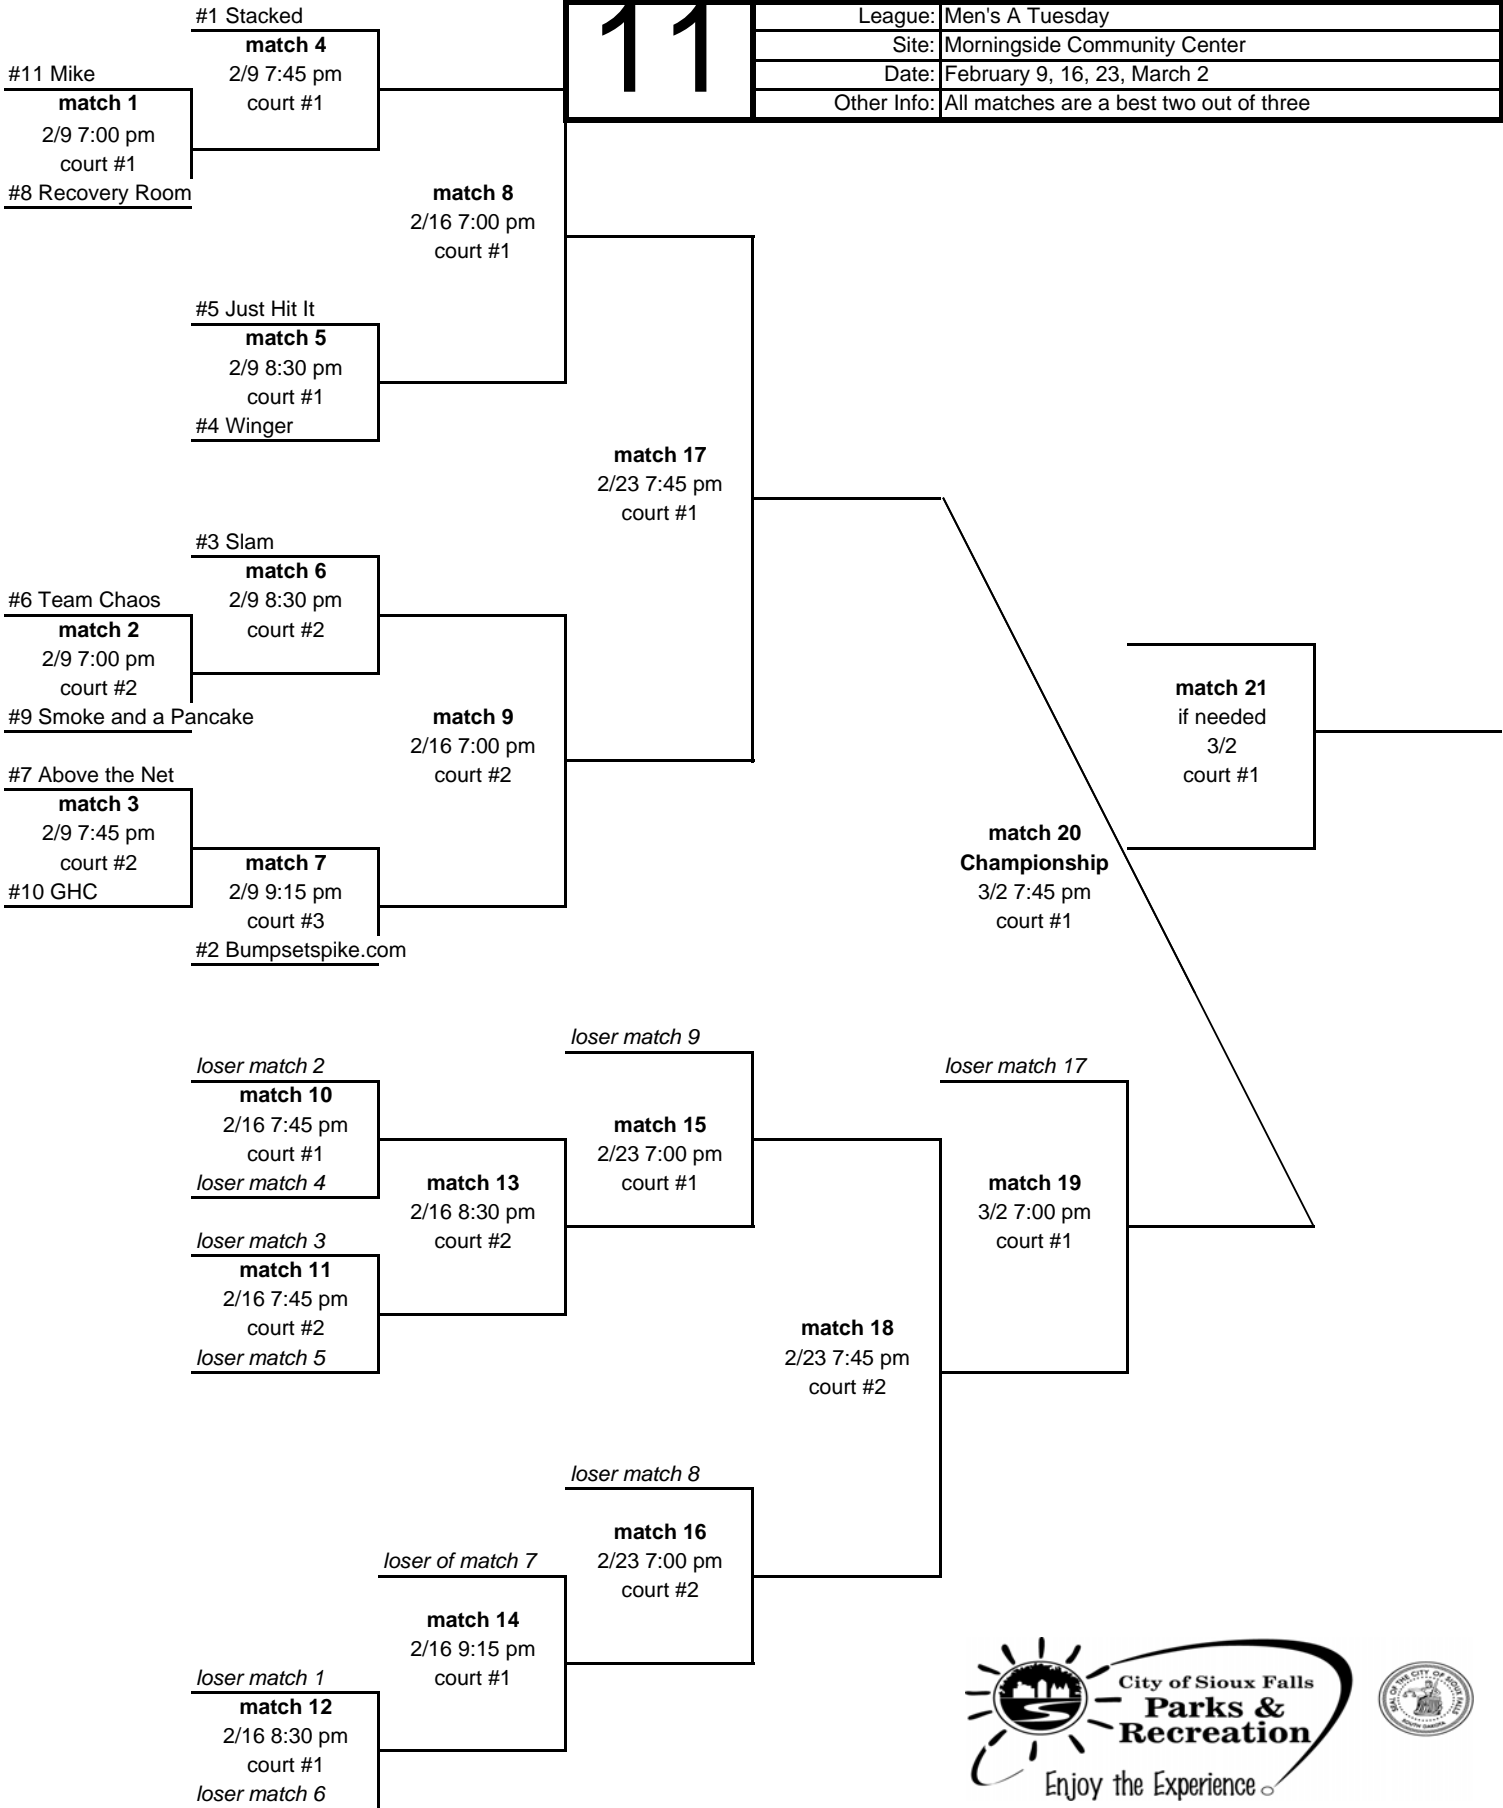 11
League: Men's A Tuesday
Site: Morningside Community Center
Date: February 9, 16, 23, March 2
Other Info: All matches are a best two out of three
#1 Stacked
match 4
2/9 7:45 pm
court #1
#11 Mike
match 1
2/9 7:00 pm
court #1
#8 Recovery Room
match 8
2/16 7:00 pm
court #1
#5 Just Hit It
match 5
2/9 8:30 pm
court #1
#4 Winger
match 17
2/23 7:45 pm
court #1
#3 Slam
match 6
2/9 8:30 pm
court #2
#6 Team Chaos
match 2
2/9 7:00 pm
court #2
#9 Smoke and a Pancake
match 9
2/16 7:00 pm
court #2
#7 Above the Net
match 3
2/9 7:45 pm
court #2
#10 GHC
match 7
2/9 9:15 pm
court #3
#2 Bumpsetspike.com
match 21
if needed
3/2
court #1
match 20
Championship
3/2 7:45 pm
court #1
loser match 9
loser match 2
match 10
2/16 7:45 pm
court #1
loser match 4
loser match 17
match 15
2/23 7:00 pm
court #1
match 13
2/16 8:30 pm
court #2
match 19
3/2 7:00 pm
court #1
loser match 3
match 11
2/16 7:45 pm
court #2
loser match 5
match 18
2/23 7:45 pm
court #2
loser match 8
match 16
2/23 7:00 pm
court #2
loser of match 7
match 14
2/16 9:15 pm
court #1
loser match 1
match 12
2/16 8:30 pm
court #1
loser match 6
City of Sioux Falls
Parks &
Recreation
Enjoy the Experience
SEAL OF THE CITY OF SIOUX FALLS
SOUTH DAKOTA